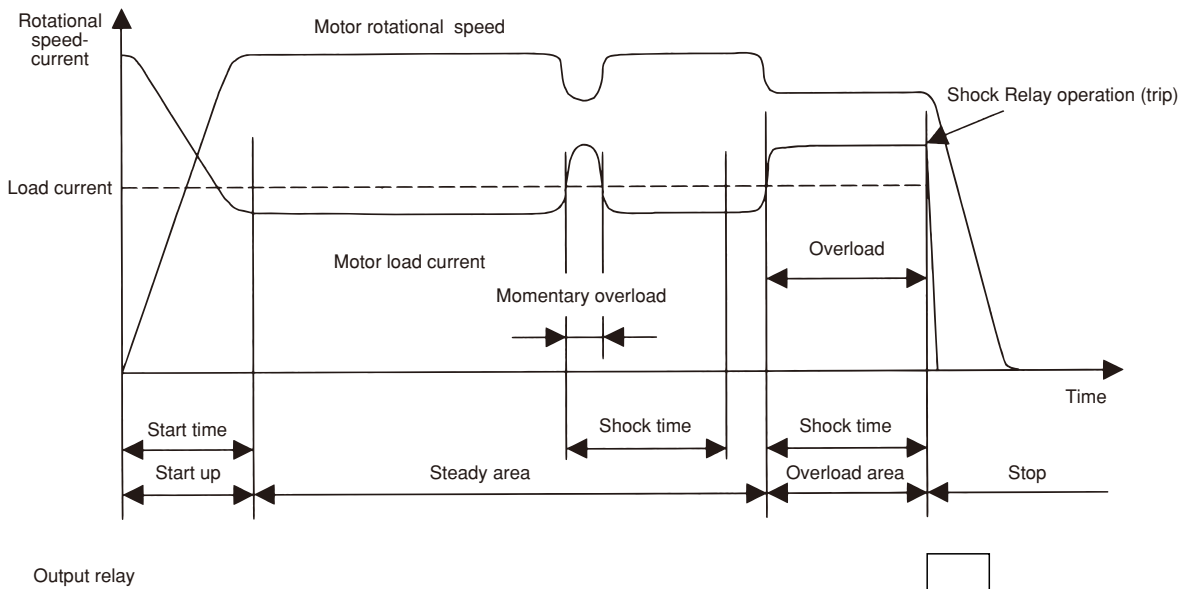 Rotational
speed-
current
Motor rotational speed
Shock Relay operation (trip)
Load current
Overload
Motor load current
Momentary overload
Time
Start time
Shock time
Shock time
Start up
Steady area
Overload area
Stop
Output relay